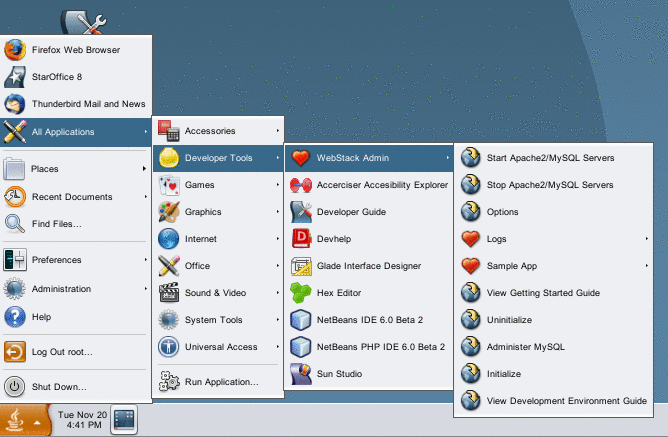 Firefox Web Browser
StarOffice 8
Thunderbird Mail and News
All Applications
Places
Recent Documents
Find Files...
Preferences
Administration
Help
Log Out root...
Shut Down...
Accessories
Developer Tools
Games
Graphics
Internet
Office
Sound & Video
System Tools
Universal Access
Run Application...
WebStack Admin
Accerciser Accesibility Explorer
Developer Guide
Devhelp
Glade Interface Designer
Hex Editor
NetBeans IDE 6.0 Beta 2
NetBeans PHP IDE 6.0 Beta 2
Sun Studio
Start Apache2/MySQL Servers
Stop Apache2/MySQL Servers
Options
Logs
Sample App
View Getting Started Guide
Uninitialize
Administer MySQL
Initialize
View Development Environment Guide
Tue Nov 20
4:41 PM